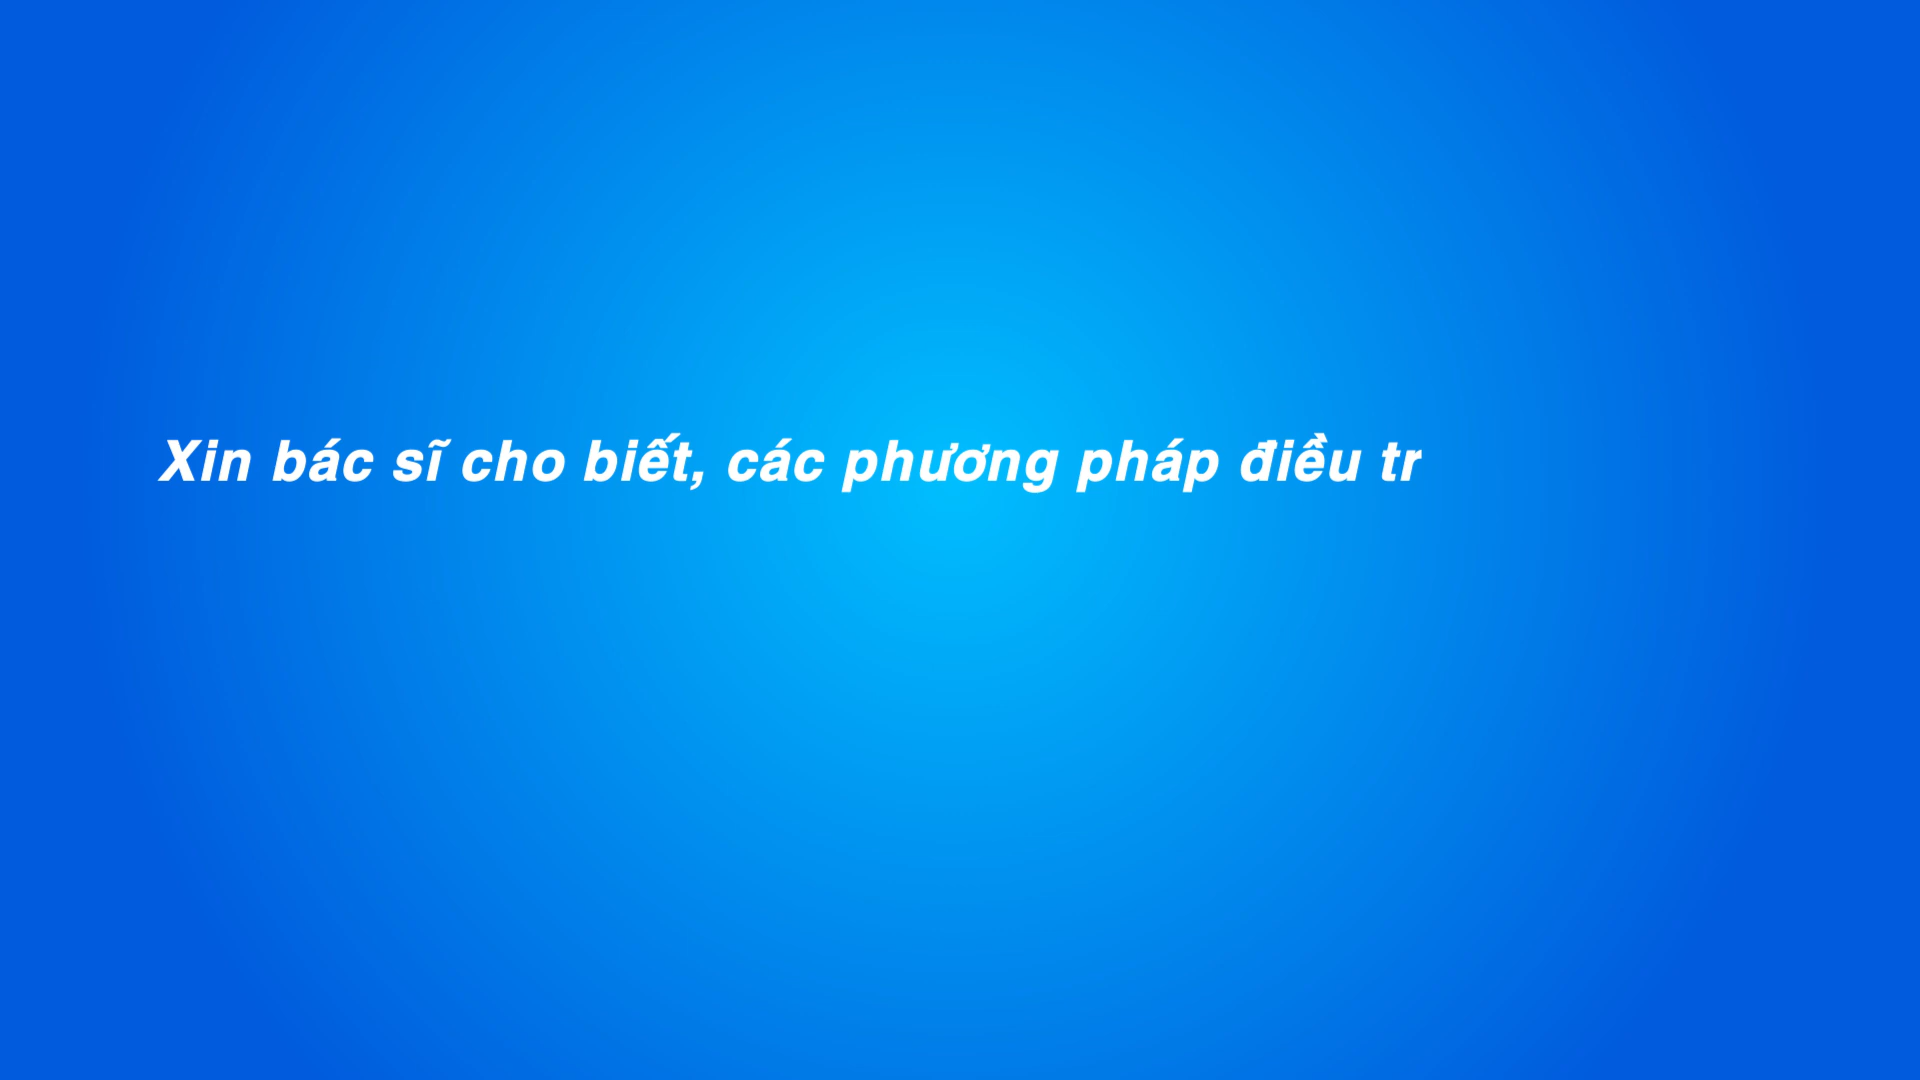 Xin bác sĩ cho biết, các phương pháp điều tr